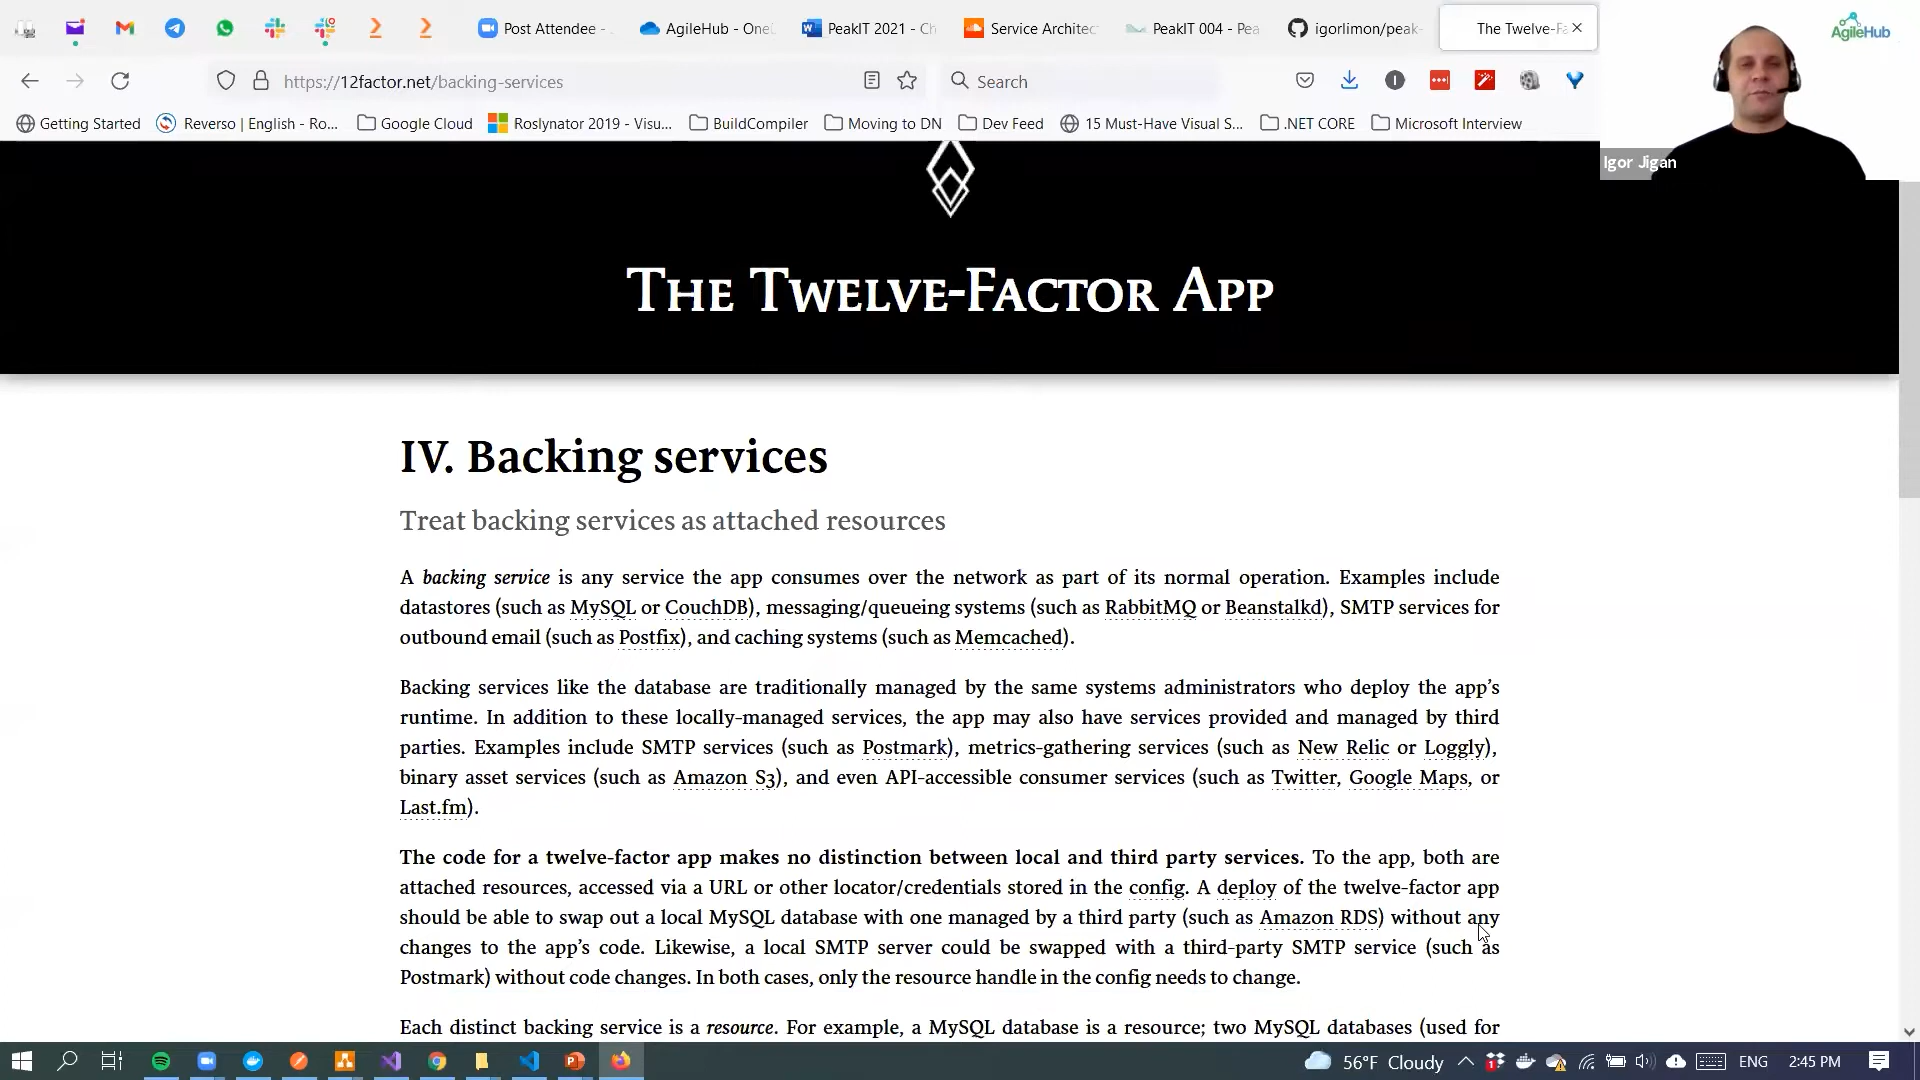 Post Attendee -
AgileHub - OneD
PeakIT 2021 - Ch
Service Architec
PeakIT 004 - Pea
igorlimon/peak-
The Twelve-Fa
AgileHub
https://12factor.net/backing-services
Search
Getting Started
Reverso | English - Ro...
Google Cloud
Roslynator 2019 - Visu...
BuildCompiler
Moving to DN
Dev Feed
15 Must-Have Visual S...
.NET CORE
Microsoft Interview
Igor Jigan
THE TWELVE-FACTOR APP
IV. Backing services
Treat backing services as attached resources
A backing service is any service the app consumes over the network as part of its normal operation. Examples include
datastores (such as MySQL or CouchDB), messaging/queueing systems (such as RabbitMQ or Beanstalkd), SMTP services for
outbound email (such as Postfix), and caching systems (such as Memcached).
Backing services like the database are traditionally managed by the same systems administrators who deploy the app’s
runtime. In addition to these locally-managed services, the app may also have services provided and managed by third
parties. Examples include SMTP services (such as Postmark), metrics-gathering services (such as New Relic or Loggly),
binary asset services (such as Amazon S3), and even API-accessible consumer services (such as Twitter, Google Maps, or
Last.fm).
The code for a twelve-factor app makes no distinction between local and third party services. To the app, both are
attached resources, accessed via a URL or other locator/credentials stored in the config. A deploy of the twelve-factor app
should be able to swap out a local MySQL database with one managed by a third party (such as Amazon RDS) without any
changes to the app’s code. Likewise, a local SMTP server could be swapped with a third-party SMTP service (such as
Postmark) without code changes. In both cases, only the resource handle in the config needs to change.
Each distinct backing service is a resource. For example, a MySQL database is a resource; two MySQL databases (used for
56°F Cloudy
ENG
2:45 PM